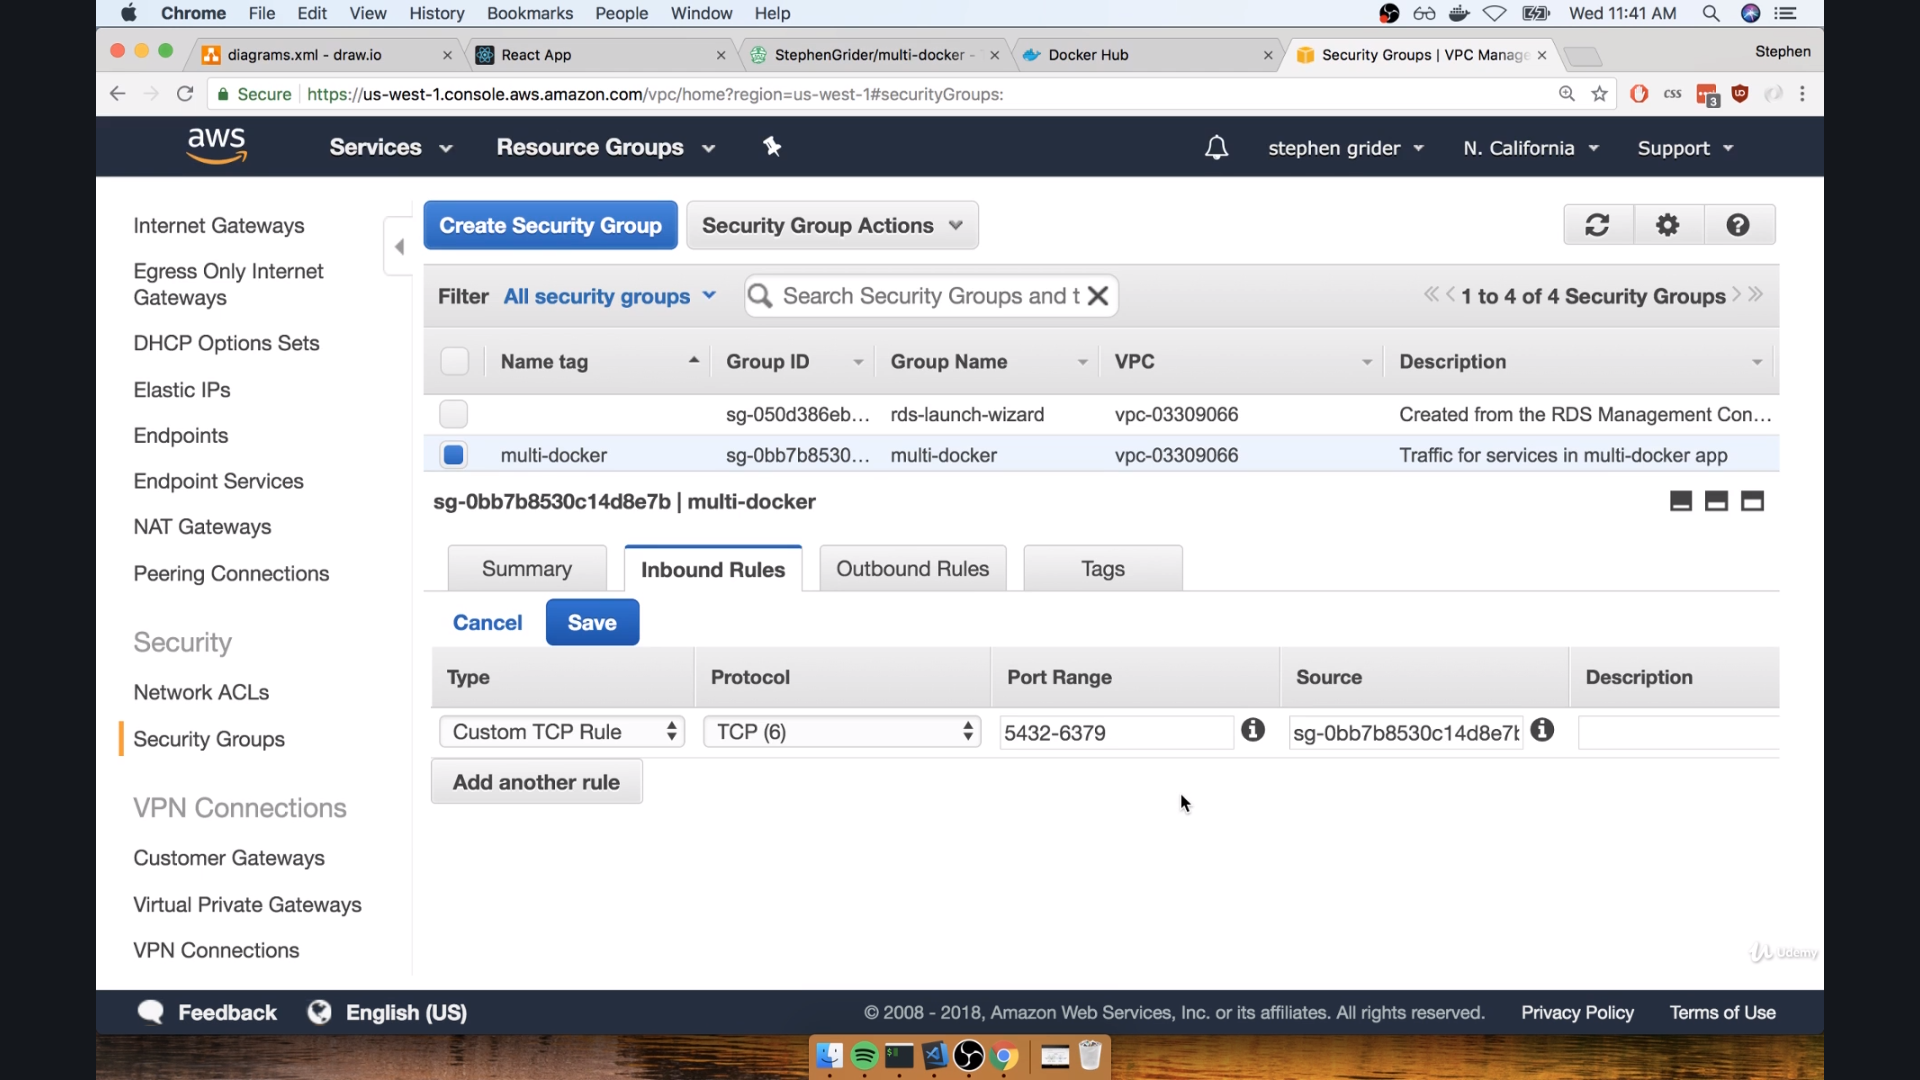 Chrome File Edit View History Bookmarks People Window Help Wed 11:41 AM
diagrams.xml - draw.io React App StephenGrider/multi-docker - Docker Hub Security Groups | VPC Manage Stephen
Secure https://us-west-1.console.aws.amazon.com/vpc/home?region=us-west-1#securityGroups: css 3
aws Services Resource Groups stephen grider N. California Support
Internet Gateways
Egress Only Internet
Gateways
DHCP Options Sets
Elastic IPs
Endpoints
Endpoint Services
NAT Gateways
Peering Connections
Security
Network ACLs
Security Groups
VPN Connections
Customer Gateways
Virtual Private Gateways
VPN Connections
Create Security Group Security Group Actions
Filter All security groups Search Security Groups and t 1 to 4 of 4 Security Groups
Name tag Group ID Group Name VPC Description
sg-050d386eb... rds-launch-wizard vpc-03309066 Created from the RDS Management Con...
multi-docker sg-0bb7b8530... multi-docker vpc-03309066 Traffic for services in multi-docker app
sg-0bb7b8530c14d8e7b | multi-docker
Summary Inbound Rules Outbound Rules Tags
Cancel Save
Type Protocol Port Range Source Description
Custom TCP Rule TCP (6) 5432-6379 sg-0bb7b8530c14d8e7b
Add another rule
Udemy
Feedback English (US) © 2008 - 2018, Amazon Web Services, Inc. or its affiliates. All rights reserved. Privacy Policy Terms of Use